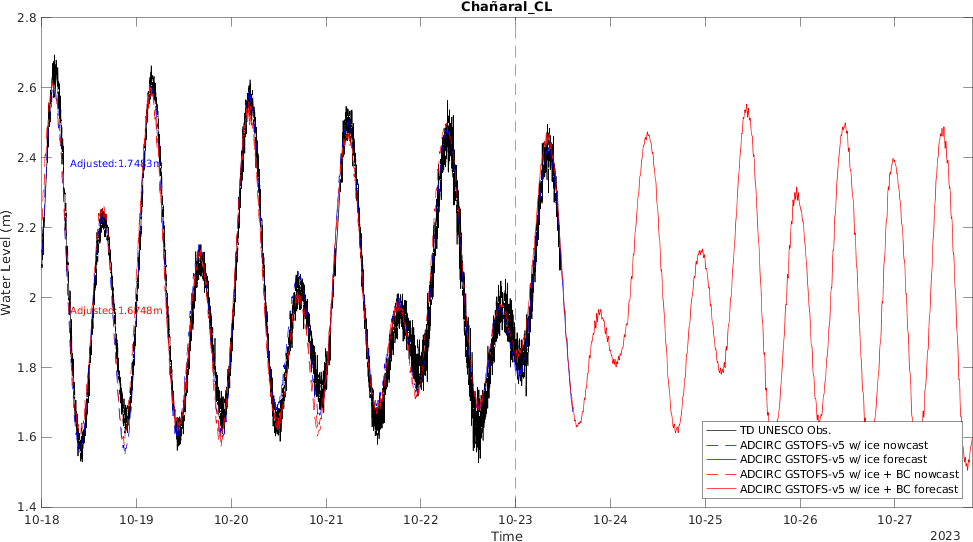 Chañaral_CL
2.8
2.6
2.4
2.2
2
1.8
1.6
1.4
Water Level (m)
Adjusted:1.7483m
Adjusted:1.6748m
TD UNESCO Obs.
ADCIRC GSTOFS-v5 w/ ice nowcast
ADCIRC GSTOFS-v5 w/ ice forecast
ADCIRC GSTOFS-v5 w/ ice + BC nowcast
ADCIRC GSTOFS-v5 w/ ice + BC forecast
10-18 10-19 10-20 10-21 10-22 10-23 10-24 10-25 10-26 10-27
Time
2023